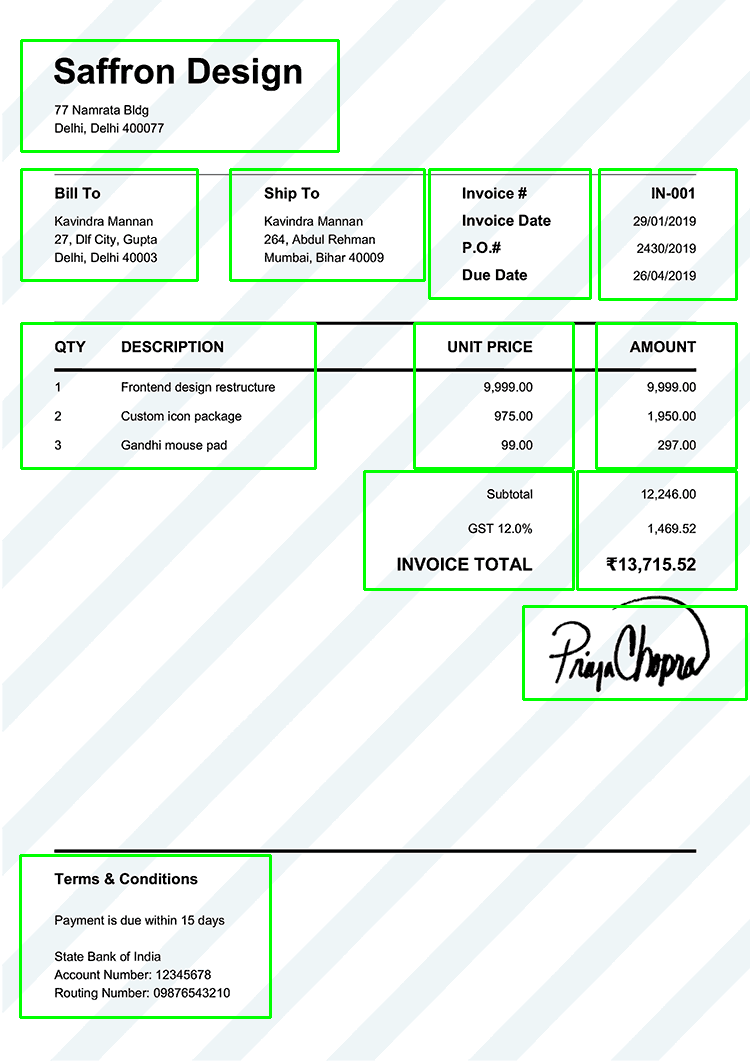 Saffron Design
77 Namrata Bldg
Delhi, Delhi 400077
Bill To
Kavindra Mannan
27, Dlf City, Gupta
Delhi, Delhi 40003
Ship To
Kavindra Mannan
264, Abdul Rehman
Mumbai, Bihar 40009
Invoice # IN-001
Invoice Date 29/01/2019
P.O.# 2430/2019
Due Date 26/04/2019
QTY DESCRIPTION UNIT PRICE AMOUNT
1 Frontend design restructure 9,999.00 9,999.00
2 Custom icon package 975.00 1,950.00
3 Gandhi mouse pad 99.00 297.00
Subtotal 12,246.00
GST 12.0% 1,469.52
INVOICE TOTAL ₹13,715.52
Priya Chopra
Terms & Conditions
Payment is due within 15 days
State Bank of India
Account Number: 12345678
Routing Number: 09876543210